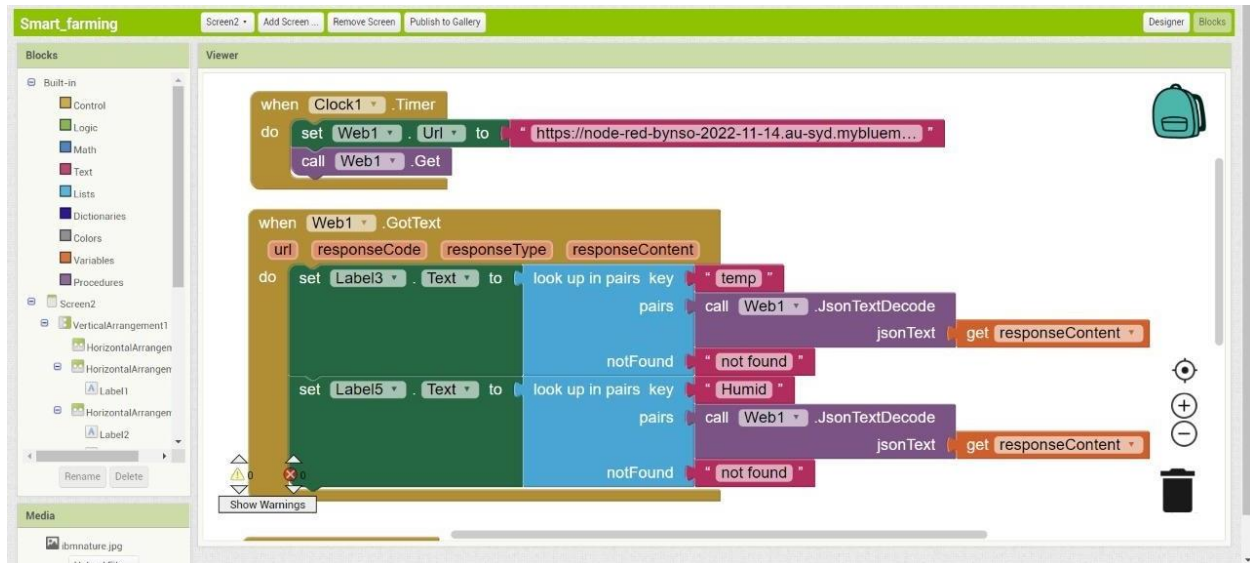 Smart_farming
Screen2
Add Screen ...
Remove Screen
Publish to Gallery
Designer
Blocks
Blocks
Viewer
Built-in
Control
Logic
Math
Text
Lists
Dictionaries
Colors
Variables
Procedures
Screen2
VerticalArrangement1
HorizontalArrangen
HorizontalArrangen
Label1
HorizontalArrangen
Label2
Rename Delete
Media
ibmnature.jpg
when Clock1 .Timer
do set Web1 . Url to " https://node-red-bynso-2022-11-14.au-syd.mybluem... "
call Web1 .Get
when Web1 .GotText
url responseCode responseType responseContent
do set Label3 . Text to look up in pairs key " temp "
pairs call Web1 .JsonTextDecode
jsonText get responseContent
notFound " not found "
set Label5 . Text to look up in pairs key " Humid "
pairs call Web1 .JsonTextDecode
jsonText get responseContent
notFound " not found "
0 0
Show Warnings